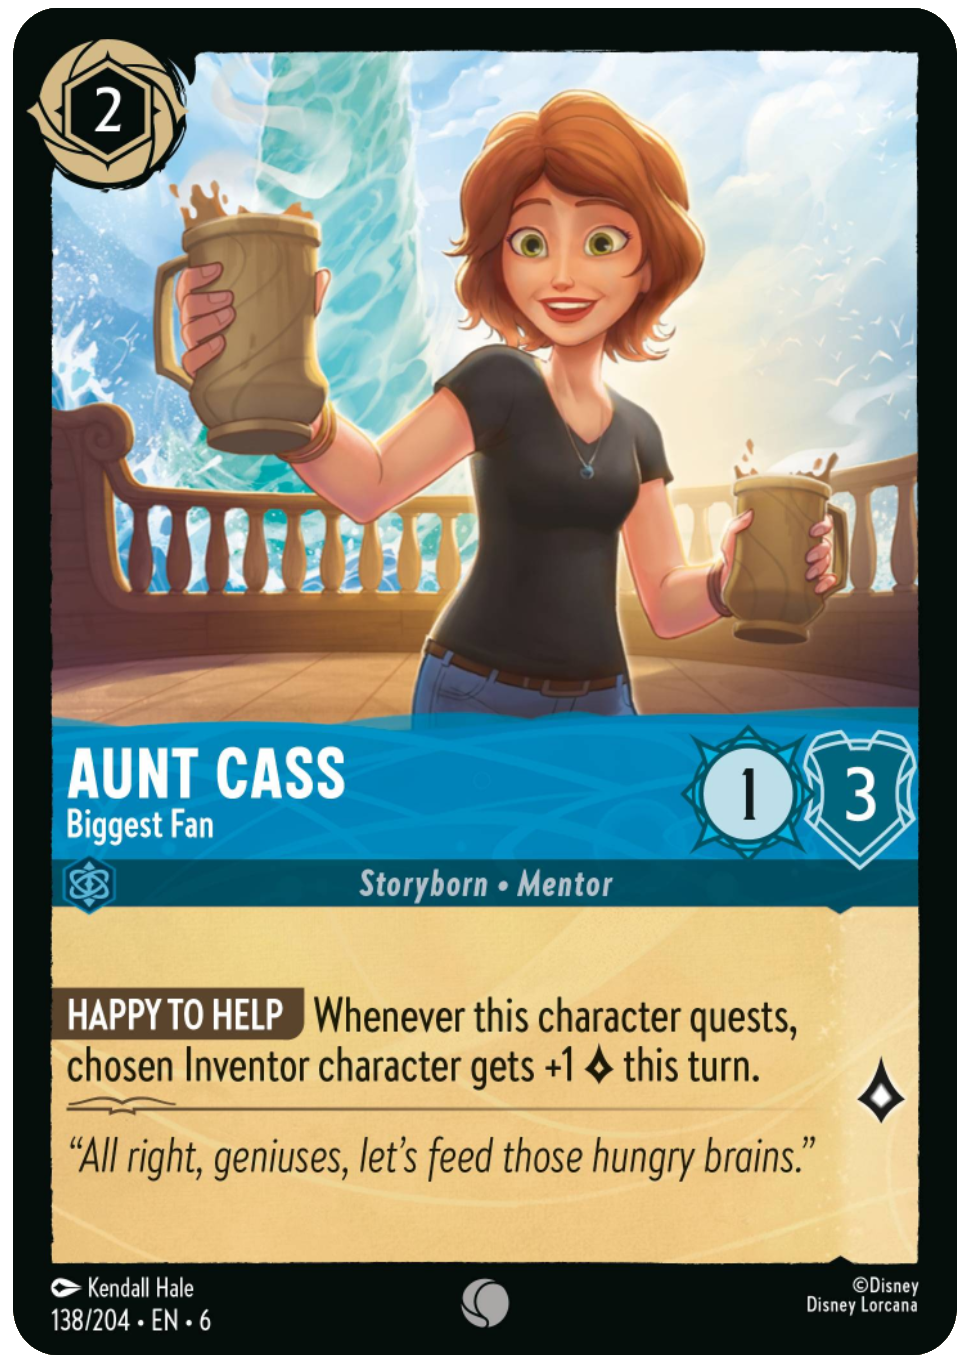 2
AUNT CASS
Biggest Fan
1
3
Storyborn • Mentor
HAPPY TO HELP Whenever this character quests,
chosen Inventor character gets +1 this turn.
“All right, geniuses, let’s feed those hungry brains.”
Kendall Hale
138/204 • EN • 6
©Disney
Disney Lorcana